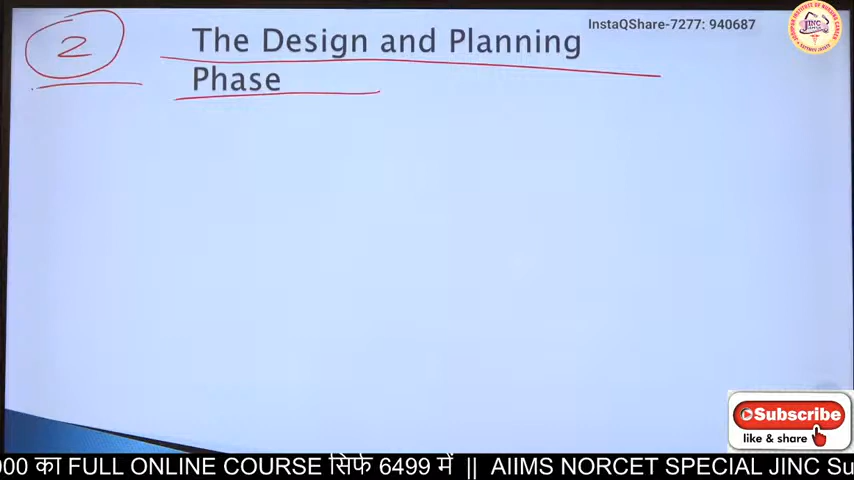 InstaQShare-7277: 940687
2
The Design and Planning
Phase
Subscribe
like & share
000 का FULL ONLINE COURSE सिर्फ 6499 में || AIIMS NORCET SPECIAL JINC Su